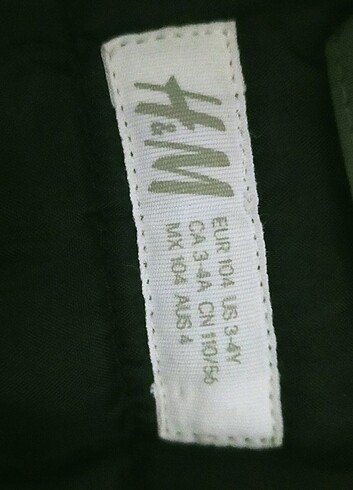 H&M
EUR 104 US 3-4Y
CA 3-4A CN 110/56
MX 104 AUS 4